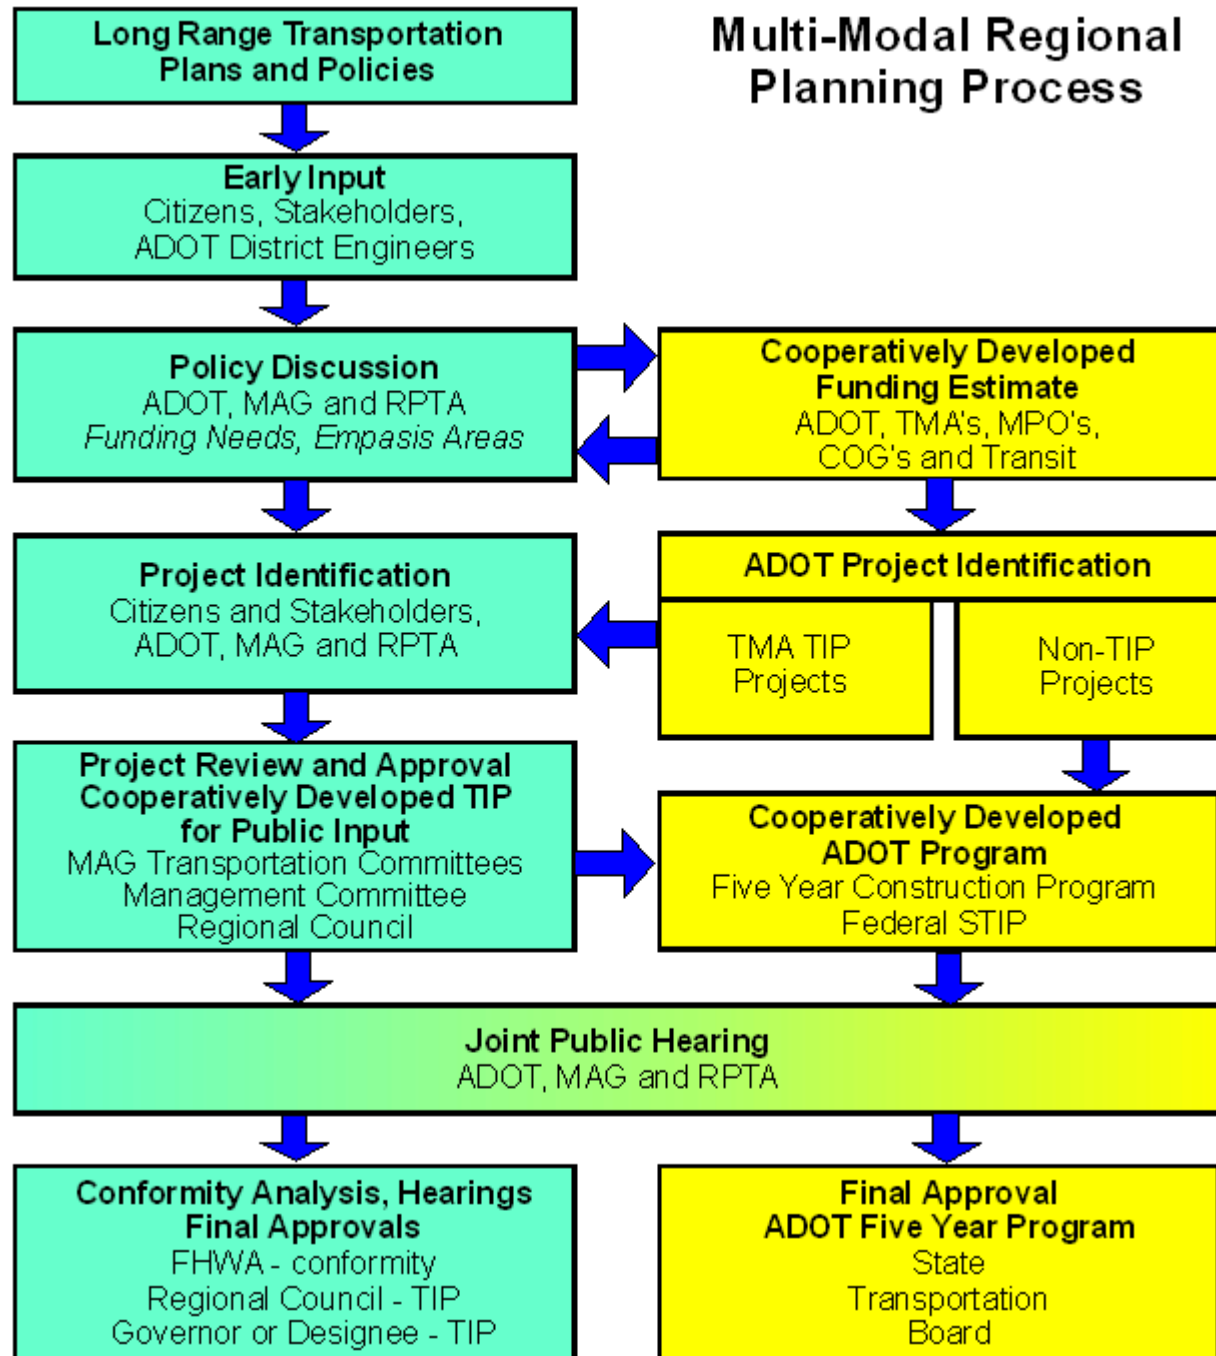 Multi-Modal Regional
Planning Process
Long Range Transportation
Plans and Policies
Early Input
Citizens, Stakeholders,
ADOT District Engineers
Policy Discussion
ADOT, MAG and RPTA
Funding Needs, Empasis Areas
Cooperatively Developed
Funding Estimate
ADOT, TMA's, MPO's,
COG's and Transit
Project Identification
Citizens and Stakeholders,
ADOT, MAG and RPTA
ADOT Project Identification
TMA TIP
Projects
Non-TIP
Projects
Project Review and Approval
Cooperatively Developed TIP
for Public Input
MAG Transportation Committees
Management Committee
Regional Council
Cooperatively Developed
ADOT Program
Five Year Construction Program
Federal STIP
Joint Public Hearing
ADOT, MAG and RPTA
Conformity Analysis, Hearings
Final Approvals
FHWA - conformity
Regional Council - TIP
Governor or Designee - TIP
Final Approval
ADOT Five Year Program
State
Transportation
Board